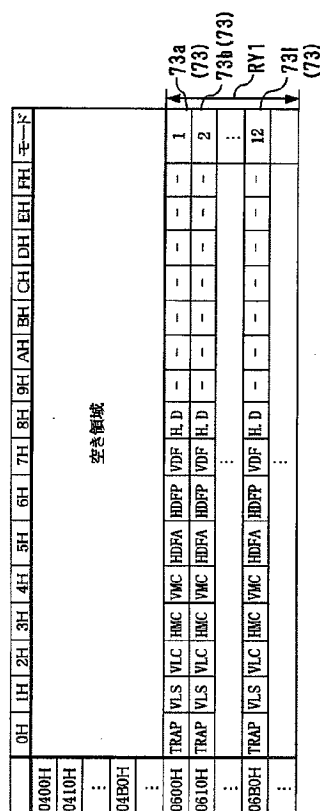 0H 1H 2H 3H 4H 5H 6H 7H 8H 9H AH BH CH DH EH FH モード
0400H
0410H
⋮
04B0H
⋮
空き領域
0600H TRAP VLS VLC HMC VMC HDFA HDFP VDF H.D - - - - - - - 1
0610H TRAP VLS VLC HMC VMC HDFA HDFP VDF H.D - - - - - - - 2
⋮ ⋮ ⋮ ⋮
06B0H TRAP VLS VLC HMC VMC HDFA HDFP VDF H.D - - - - - - - 12
⋮ ⋮
73a
(73)
73b(73)
RY1
73l
(73)